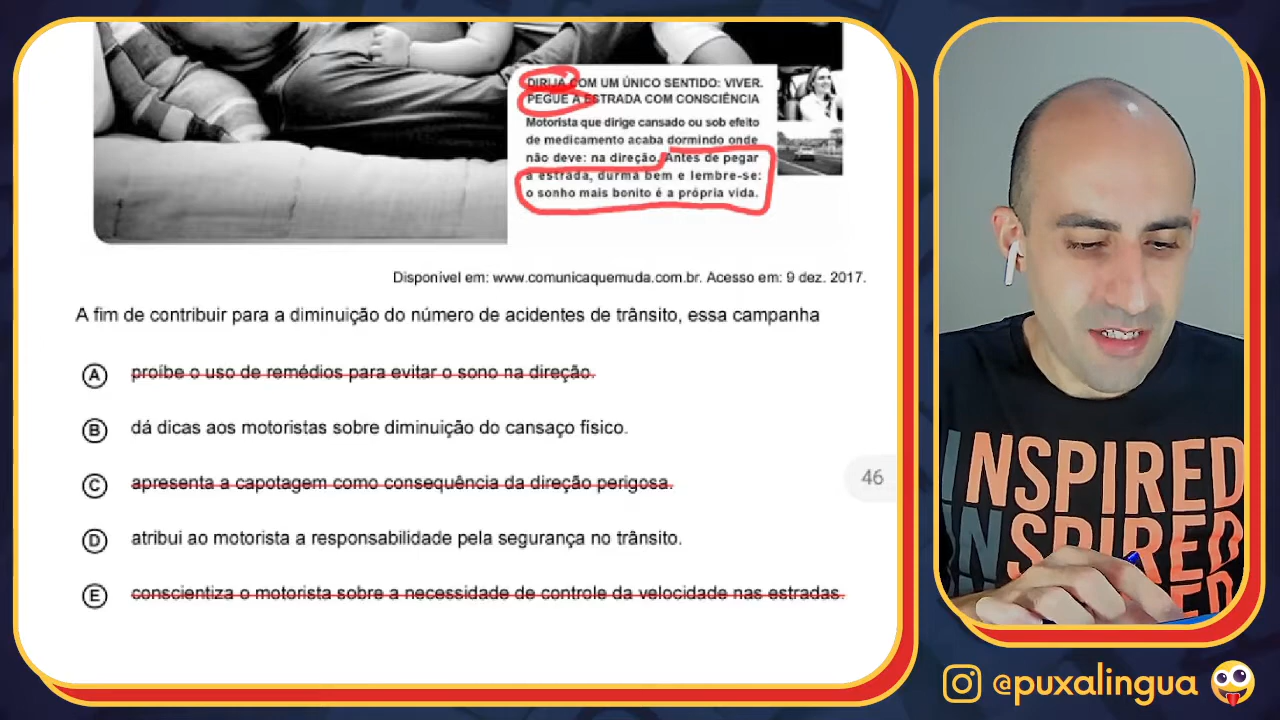 DIRIJA COM UM ÚNICO SENTIDO: VIVER.
PEGUE A ESTRADA COM CONSCIÊNCIA
Motorista que dirige cansado ou sob efeito
de medicamento acaba dormindo onde
não deve: na direção. Antes de pegar
a estrada, durma bem e lembre-se:
o sonho mais bonito é a própria vida.
Disponível em: www.comunicaquemuda.com.br. Acesso em: 9 dez. 2017.
A fim de contribuir para a diminuição do número de acidentes de trânsito, essa campanha
A proíbe o uso de remédios para evitar o sono na direção.
B dá dicas aos motoristas sobre diminuição do cansaço físico.
C apresenta a capotagem como consequência da direção perigosa.
46
D atribui ao motorista a responsabilidade pela segurança no trânsito.
E conscientiza o motorista sobre a necessidade de controle da velocidade nas estradas.
INSPIRED
INSPIRED
@puxalingua